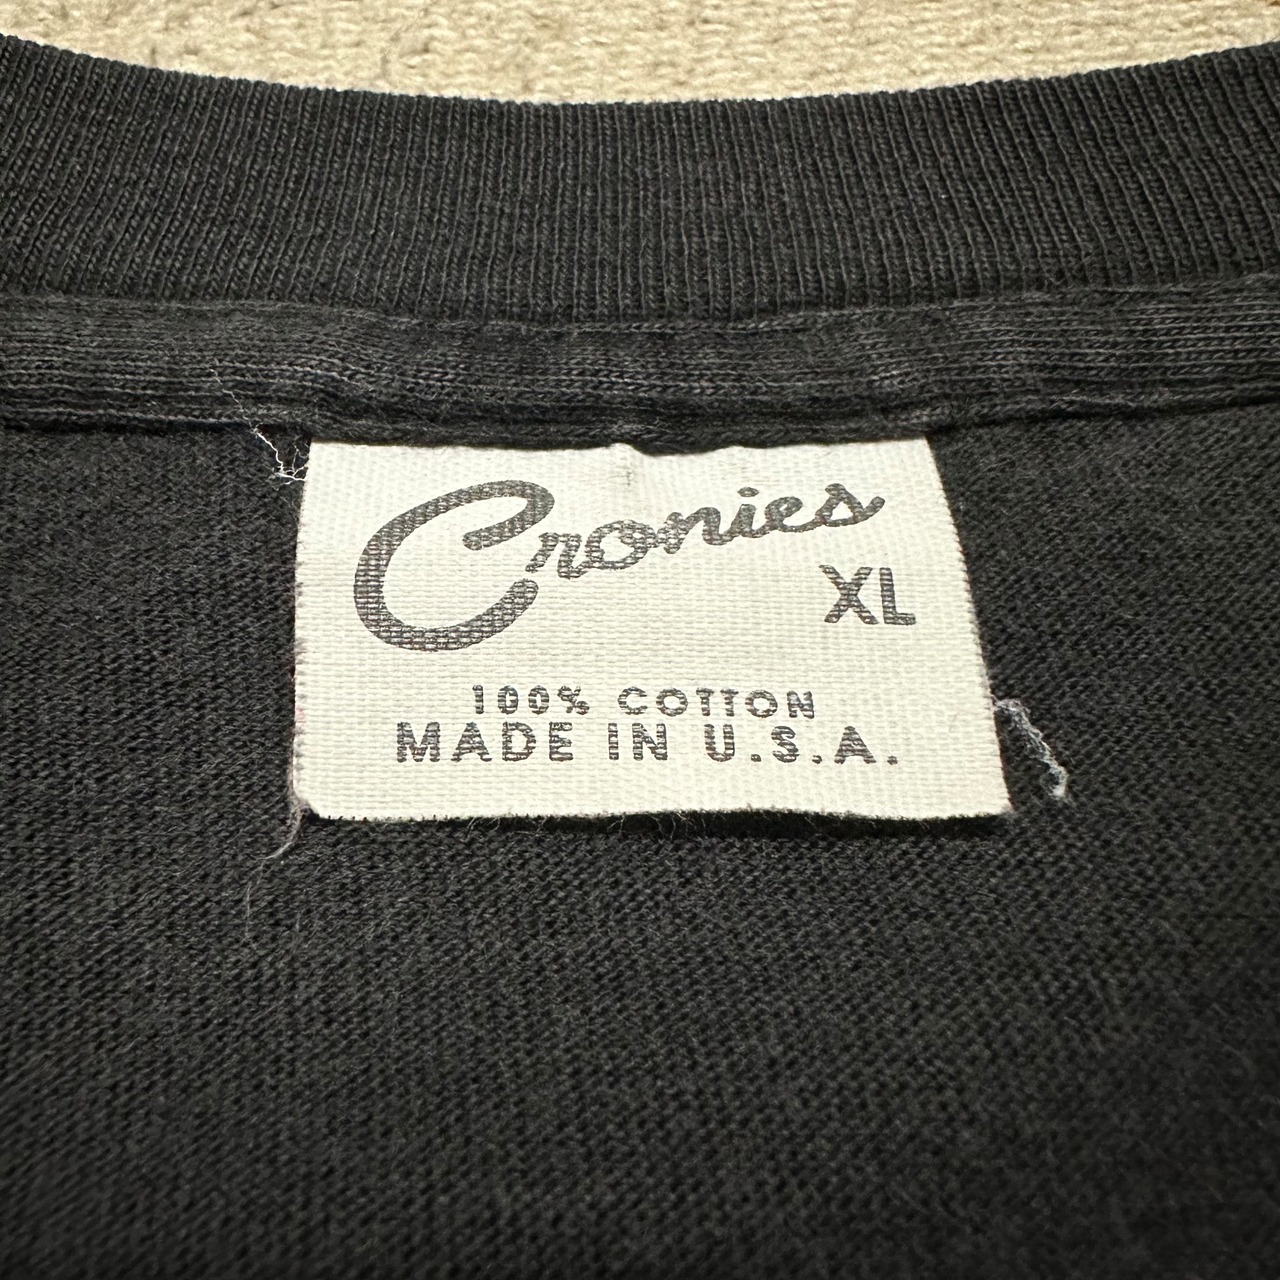 Cronies
XL
100% COTTON
MADE IN U.S.A.